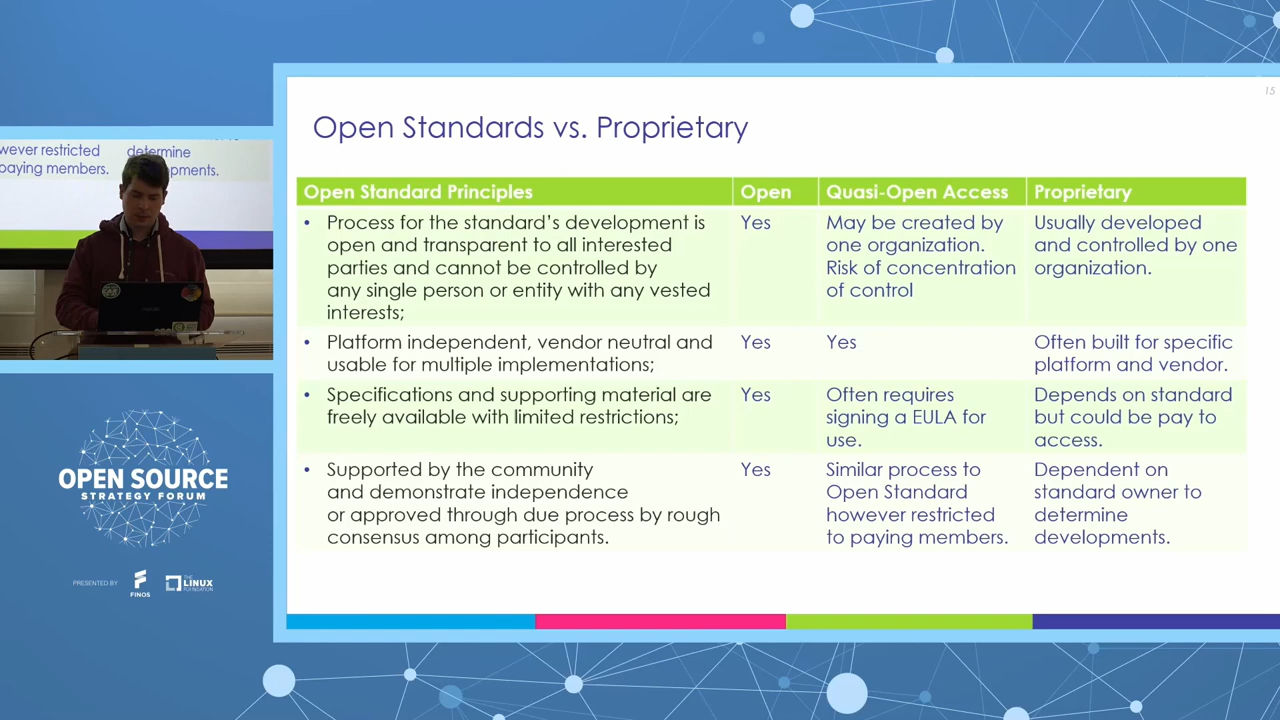 15
Open Standards vs. Proprietary
Open Standard Principles
Open
Quasi-Open Access
Proprietary
• Process for the standard's development is
open and transparent to all interested
parties and cannot be controlled by
any single person or entity with any vested
interests;
Yes
May be created by
one organization.
Risk of concentration
of control
Usually developed
and controlled by one
organization.
• Platform independent, vendor neutral and
usable for multiple implementations;
Yes
Yes
Often built for specific
platform and vendor.
• Specifications and supporting material are
freely available with limited restrictions;
Yes
Often requires
signing a EULA for
use.
Depends on standard
but could be pay to
access.
• Supported by the community
and demonstrate independence
or approved through due process by rough
consensus among participants.
Yes
Similar process to
Open Standard
however restricted
to paying members.
Dependent on
standard owner to
determine
developments.
wever restricted
paying members.
determine
pments.
OPEN SOURCE
STRATEGY FORUM
PRESENTED BY
FINOS
THE
LINUX
FOUNDATION